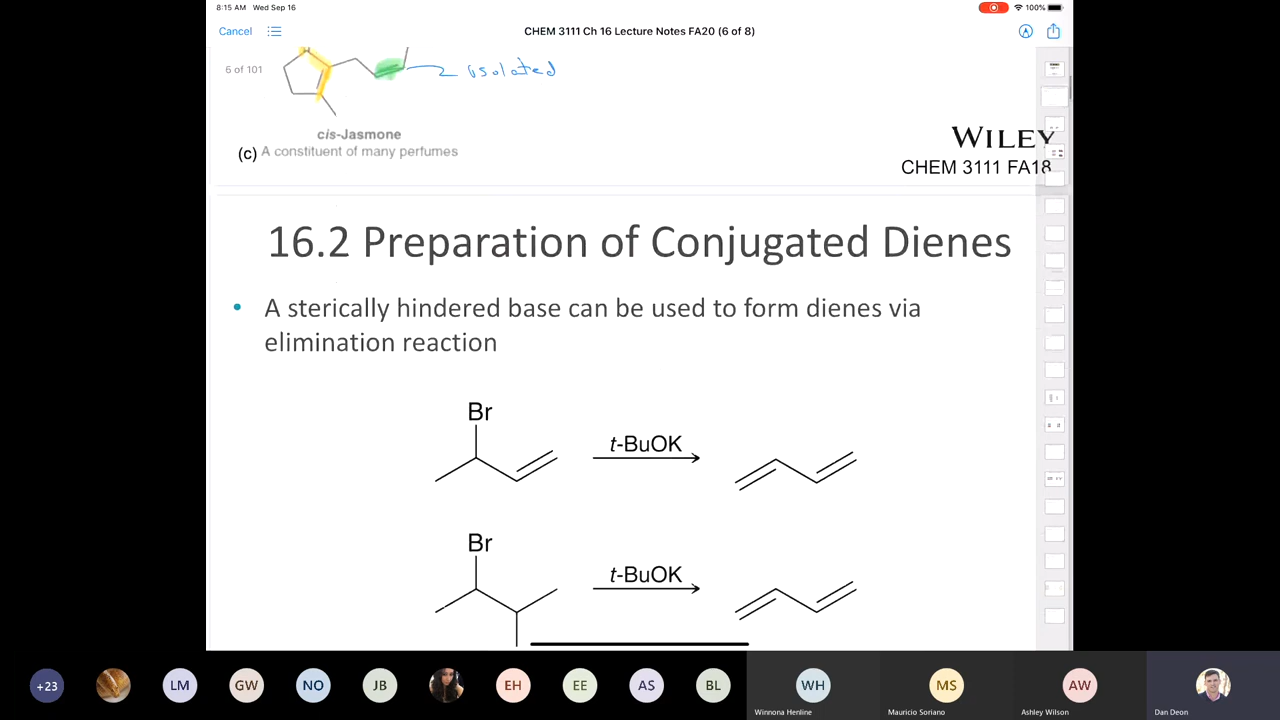 8:15 AM Wed Sep 16
100%
Cancel
CHEM 3111 Ch 16 Lecture Notes FA20 (6 of 8)
6 of 101
isolated
cis-Jasmone
(c) A constituent of many perfumes
WILEY
CHEM 3111 FA18
16.2 Preparation of Conjugated Dienes
• A sterically hindered base can be used to form dienes via
elimination reaction
Br
t-BuOK
Br
t-BuOK
+23
LM
GW
NO
JB
EH
EE
AS
BL
WH
MS
AW
Winnona Henline
Mauricio Soriano
Ashley Wilson
Dan Deon